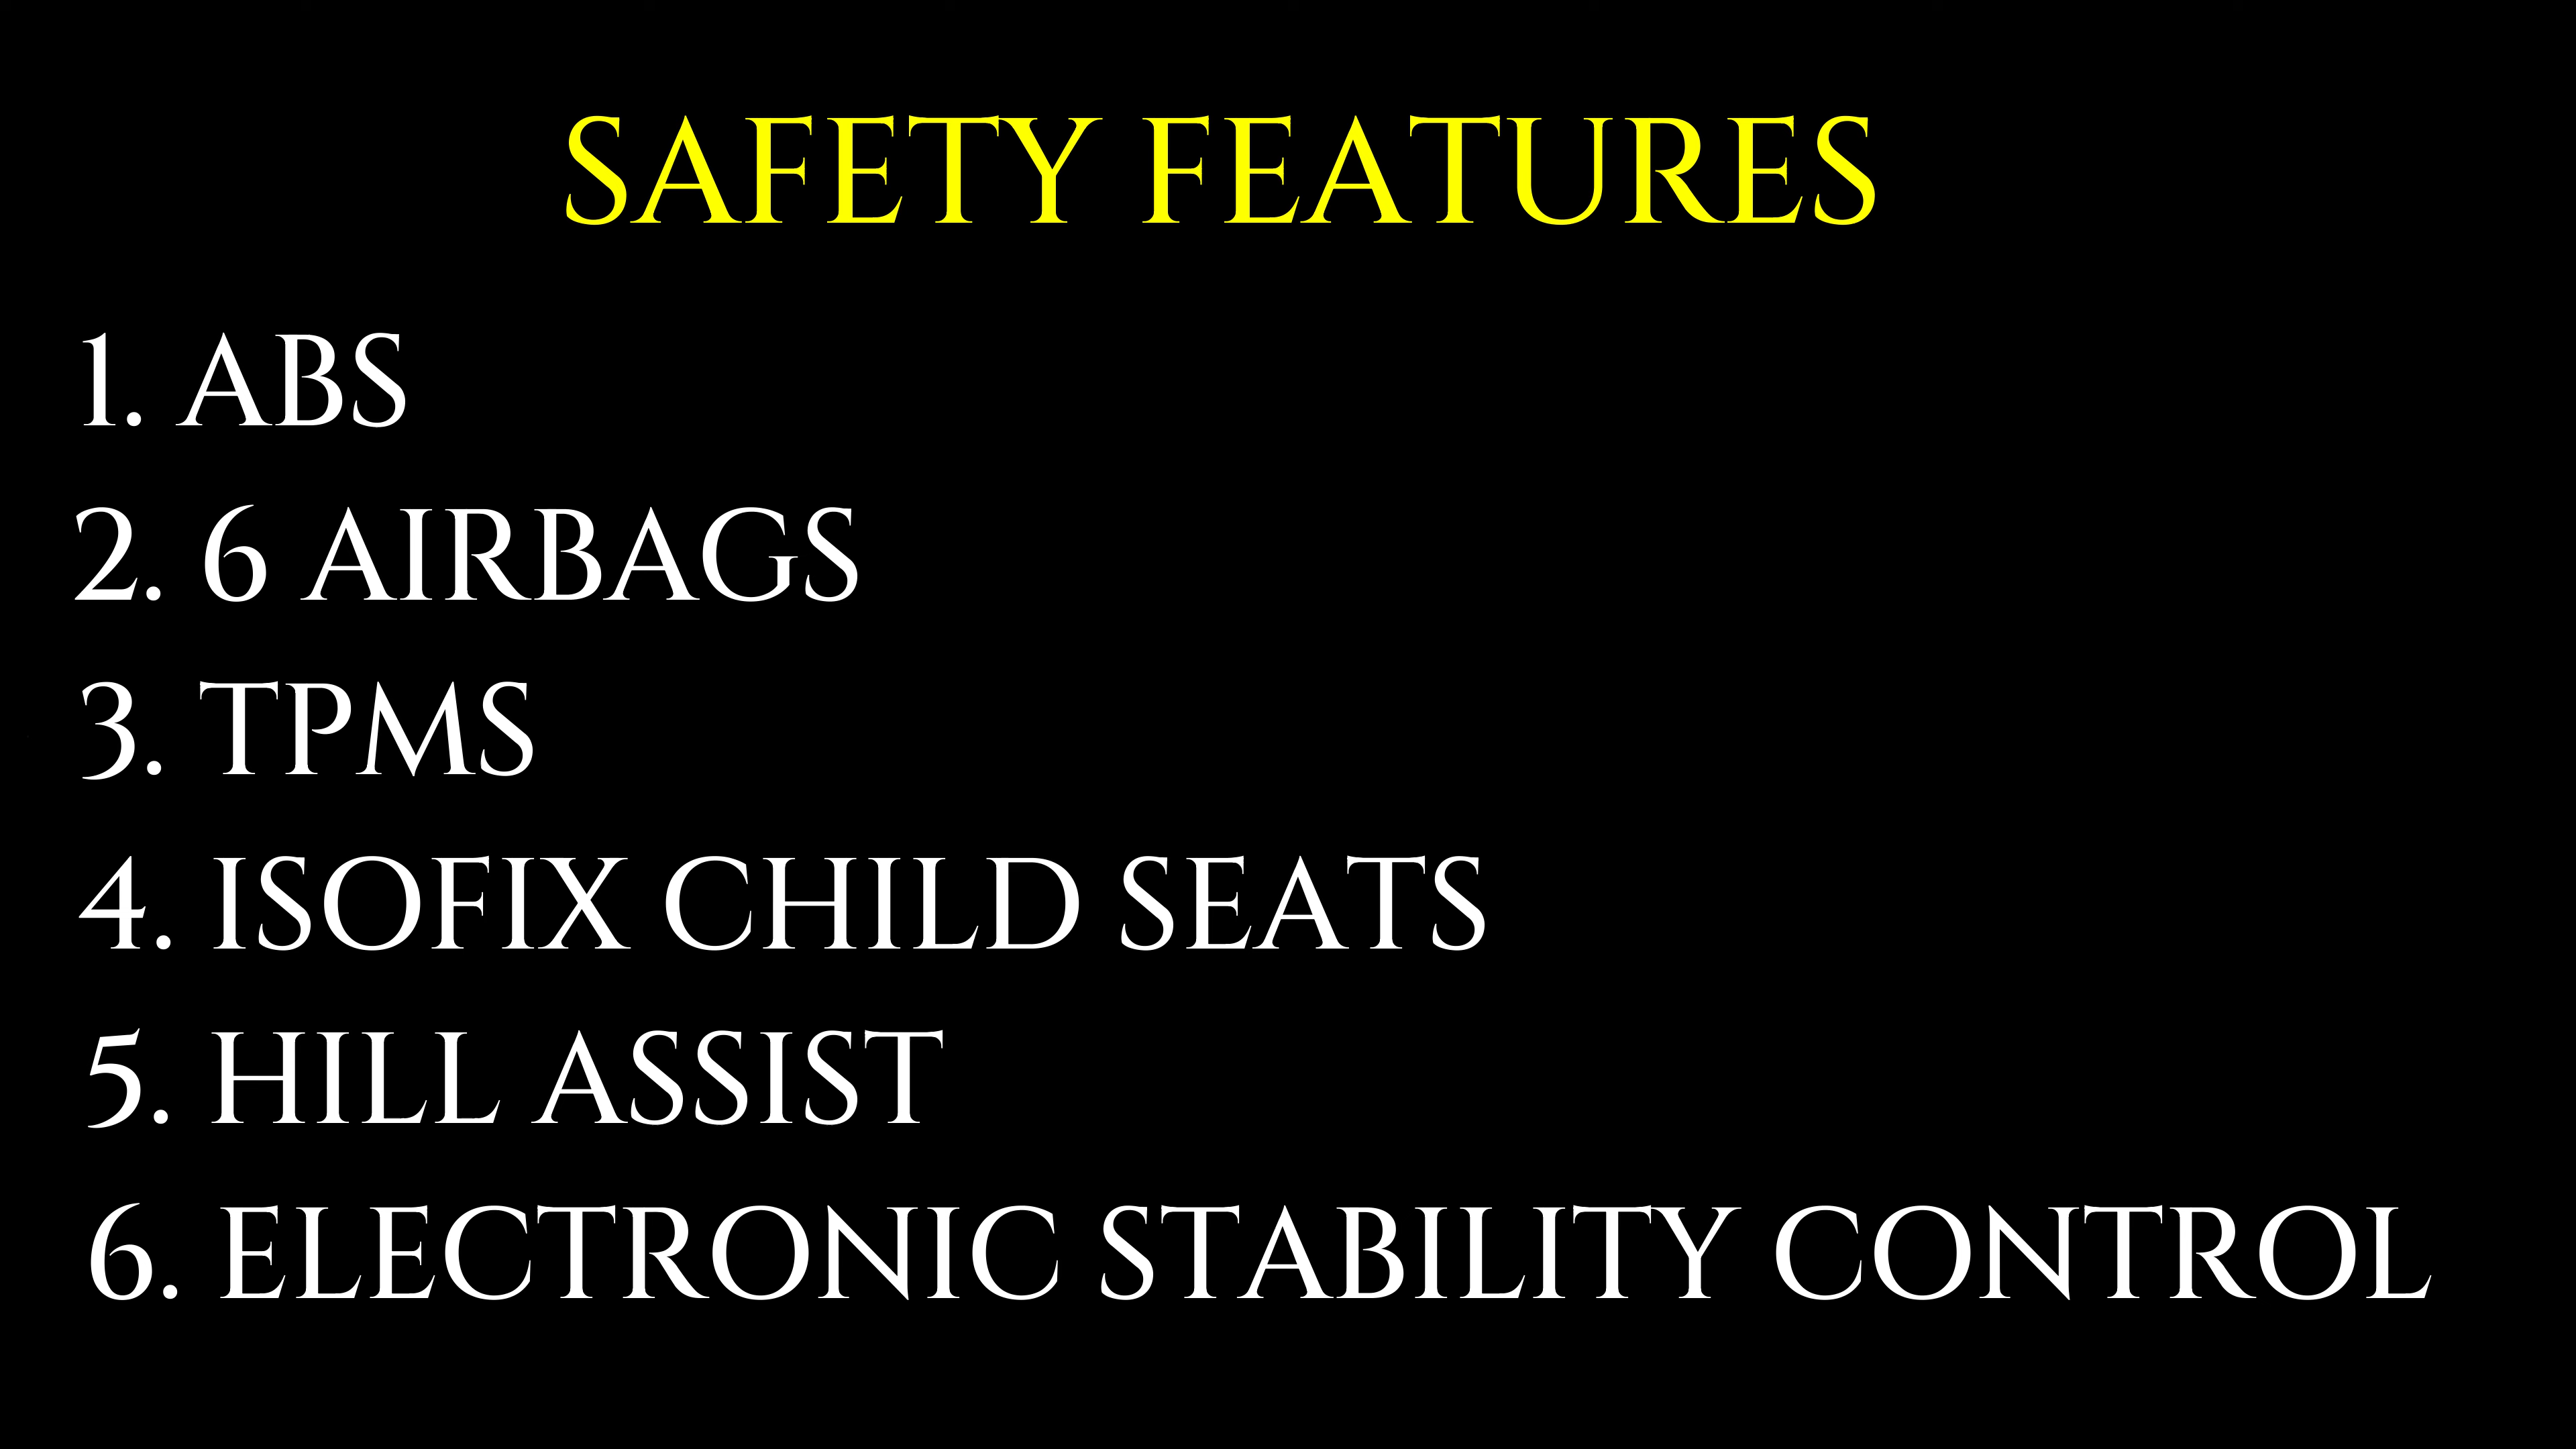 SAFETY FEATURES
1. ABS
2. 6 AIRBAGS
3. TPMS
4. ISOFIX CHILD SEATS
5. HILL ASSIST
6. ELECTRONIC STABILITY CONTROL